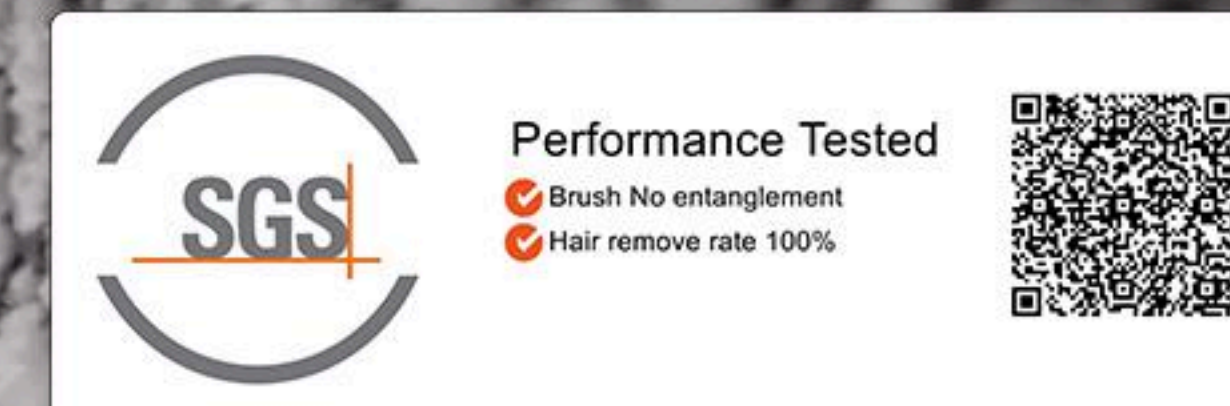 SGS
Performance Tested
Brush No entanglement
Hair remove rate 100%